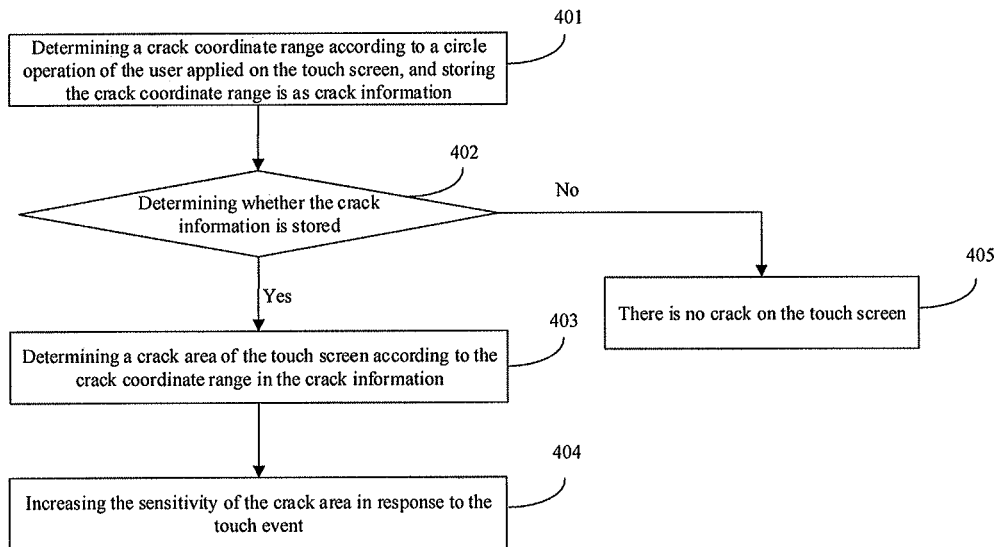 401
Determining a crack coordinate range according to a circle
operation of the user applied on the touch screen, and storing
the crack coordinate range is as crack information
402
Determining whether the crack
information is stored
No
Yes
405
There is no crack on the touch screen
403
Determining a crack area of the touch screen according to the
crack coordinate range in the crack information
404
Increasing the sensitivity of the crack area in response to the
touch event